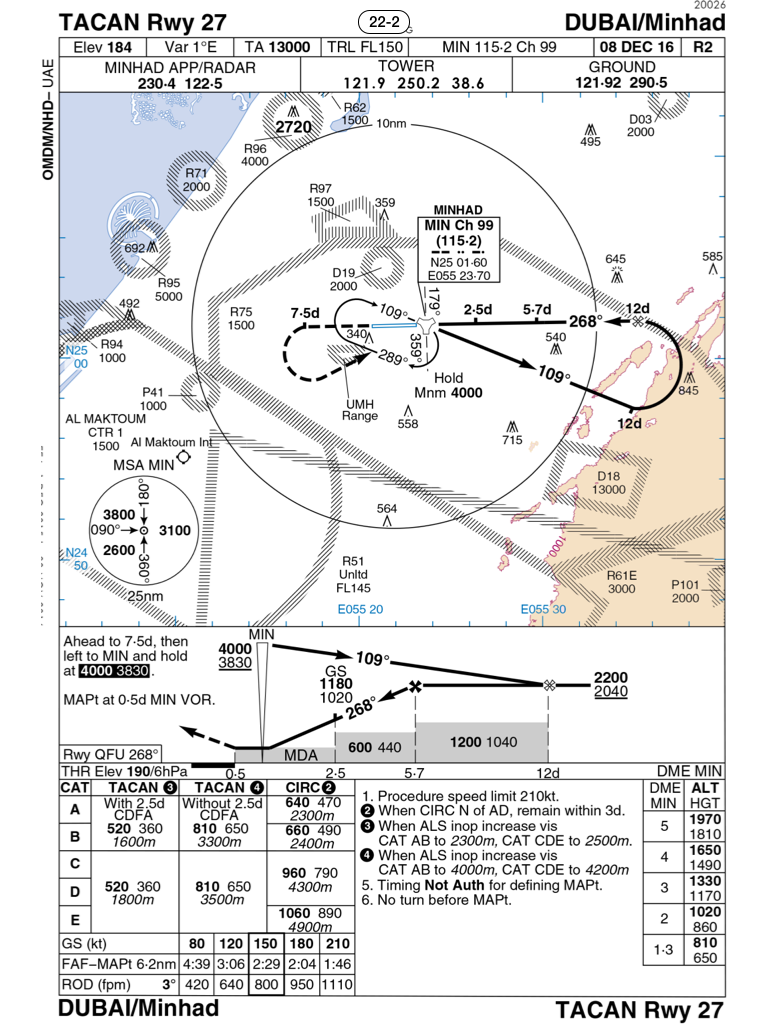 20026
TACAN Rwy 27
22-2
G
DUBAI/Minhad
Elev 184 Var 1°E TA 13000 TRL FL150 MIN 115·2 Ch 99 08 DEC 16 R2
MINHAD APP/RADAR
230·4 122·5
TOWER
121.9 250.2 38.6
GROUND
121·92 290·5
OMDM/NHD– UAE
R62
1500
10nm
2720
R96
4000
D03
2000
495
R71
2000
R97
1500
359
MINHAD
MIN Ch 99
(115·2)
N25 01·60
E055 23·70
692
R95
5000
D19
2000
645
585
492
R94
1000
N25
00
R75
1500
7·5d
109°
179°
2·5d
5·7d
268°
12d
340
289°
359°
540
109°
845
Hold
Mnm 4000
P41
1000
UMH
Range
558
12d
715
AL MAKTOUM
CTR 1
1500
Al Maktoum Int
MSA MIN
180°
3800
090°
3100
2600
360°
25nm
D18
13000
564
1000
N24
50
R51
Unltd
FL145
R61E
3000
P101
2000
E055 20
E055 30
Ahead to 7·5d, then
left to MIN and hold
at 4000 3830.
MAPt at 0·5d MIN VOR.
MIN
4000
3830
109°
GS
1180
1020
268°
2200
2040
600 440
1200 1040
MDA
Rwy QFU 268°
THR Elev 190/6hPa
0·5 2·5 5·7 12d DME MIN
CAT TACAN 3 TACAN 4 CIRC 2
A
B
C
D
E
With 2.5d
CDFA
520 360
1600m
Without 2.5d
CDFA
810 650
3300m
640 470
2300m
660 490
2400m
520 360
1800m
810 650
3500m
960 790
4300m
1060 890
4900m
GS (kt) 80 120 150 180 210
FAF–MAPt 6·2nm 4:39 3:06 2:29 2:04 1:46
ROD (fpm) 3° 420 640 800 950 1110
1. Procedure speed limit 210kt.
2 When CIRC N of AD, remain within 3d.
3 When ALS inop increase vis
CAT AB to 2300m, CAT CDE to 2500m.
4 When ALS inop increase vis
CAT AB to 4000m, CAT CDE to 4200m
5. Timing Not Auth for defining MAPt.
6. No turn before MAPt.
DME
MIN
ALT
HGT
5 1970
1810
4 1650
1490
3 1330
1170
2 1020
860
1·3 810
650
DUBAI/Minhad
TACAN Rwy 27